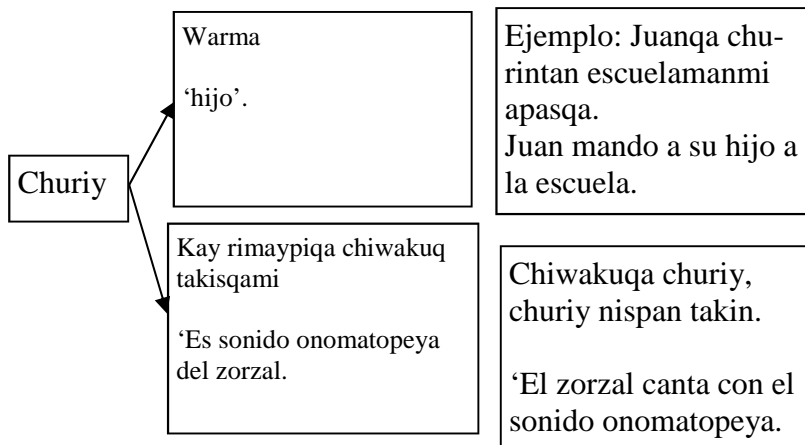 Churiy
Warma
‘hijo’.
Ejemplo: Juanqa chu-
rintan escuelamanmi
apasqa.
Juan mando a su hijo a
la escuela.
Kay rimaypiqa chiwakuq
takisqami
‘Es sonido onomatopeya
del zorzal.
Chiwakuqa churiy,
churiy nispan takin.
‘El zorzal canta con el
sonido onomatopeya.